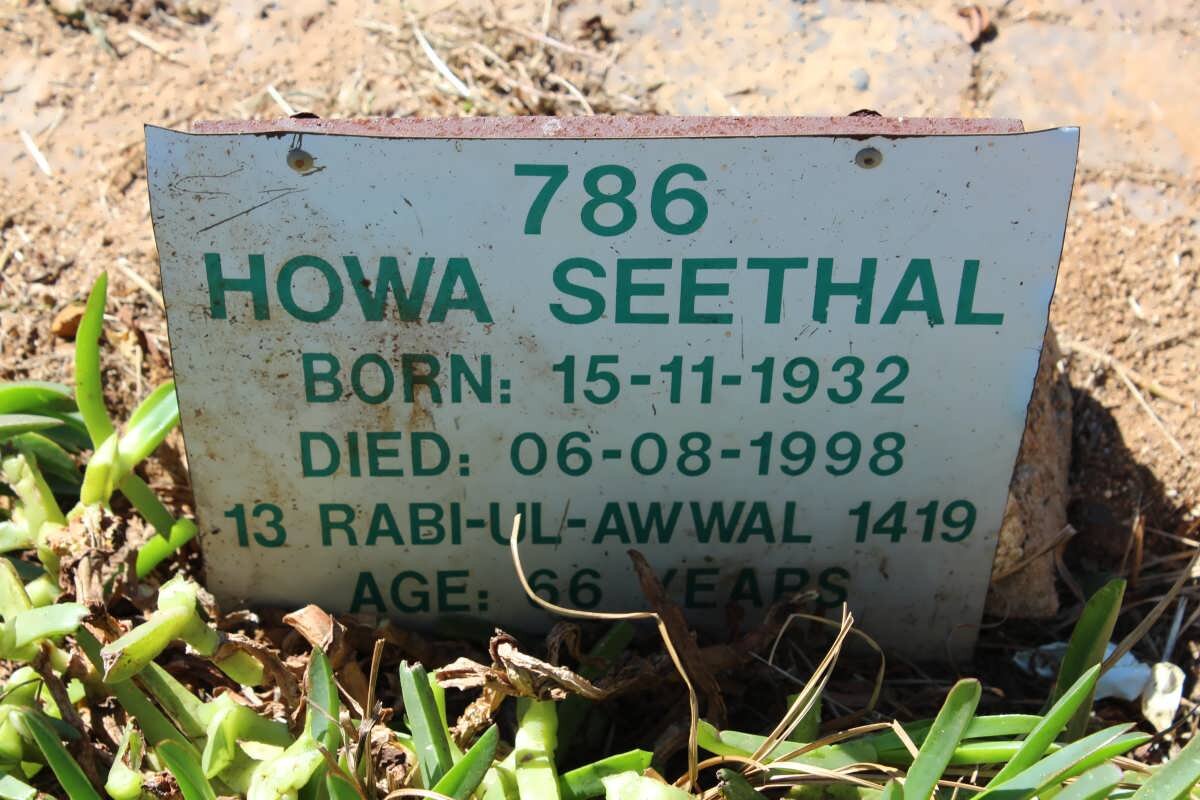 786
HOWA SEETHAL
BORN: 15-11-1932
DIED: 06-08-1998
13 RABI-UL-AWWAL 1419
AGE: 66 YEARS